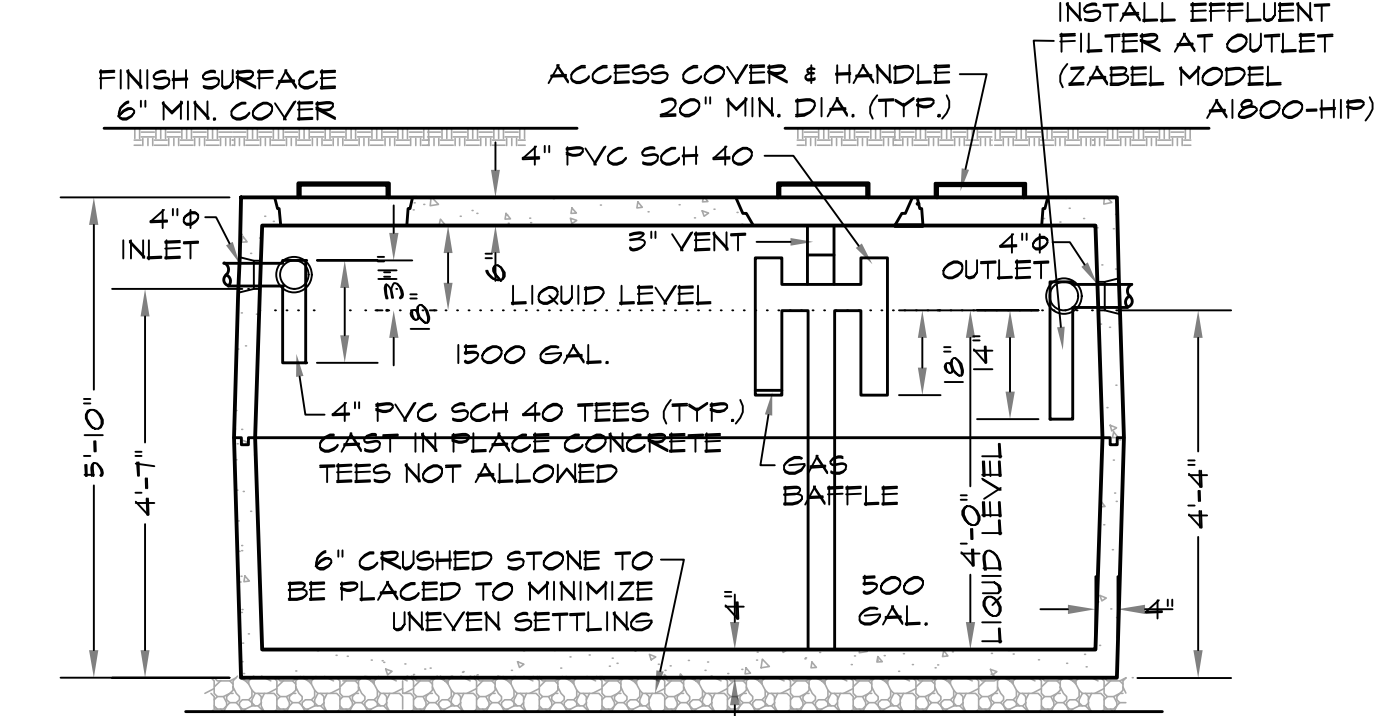 INSTALL EFFLUENT
FILTER AT OUTLET
(ZABEL MODEL
A1800-HIP)
FINISH SURFACE
6" MIN. COVER
ACCESS COVER & HANDLE
20" MIN. DIA. (TYP.)
4" PVC SCH 40
4"Φ
INLET
3" VENT
4"Φ
OUTLET
6"
18"
LIQUID LEVEL
1500 GAL.
18"
14"
4" PVC SCH 40 TEES (TYP.)
CAST IN PLACE CONCRETE
TEES NOT ALLOWED
GAS
BAFFLE
5'-10"
4'-7"
4'-0"
LIQUID LEVEL
4'-4"
6" CRUSHED STONE TO
BE PLACED TO MINIMIZE
UNEVEN SETTLING
4"
500
GAL.
4"